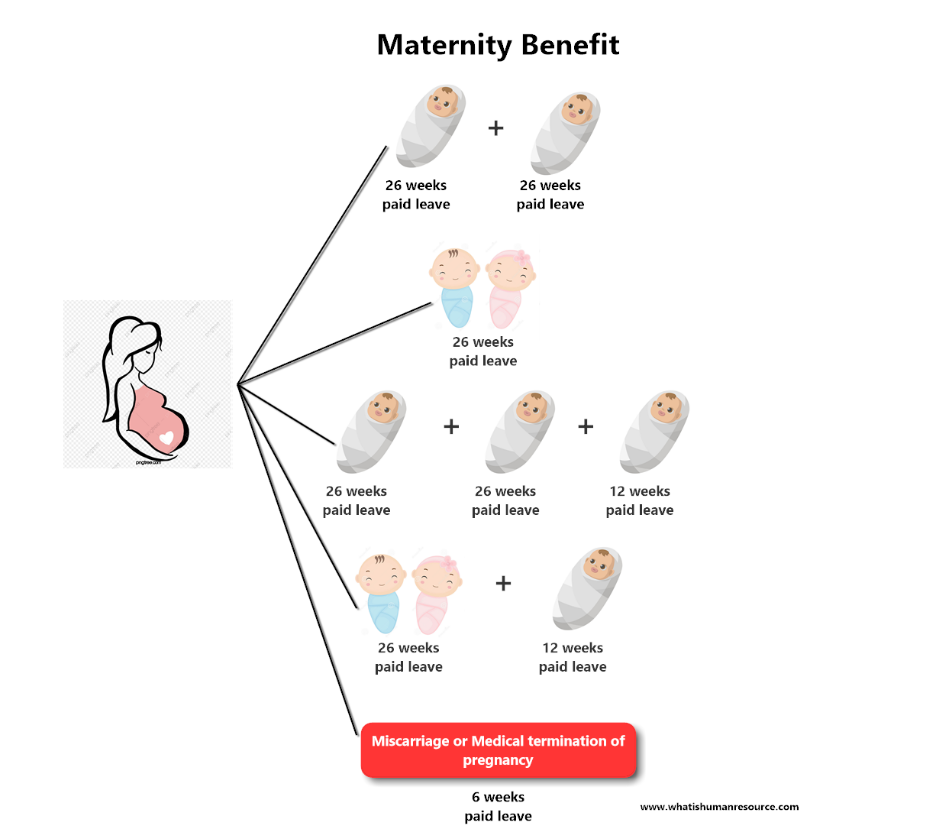 Maternity Benefit
+
26 weeks
paid leave
26 weeks
paid leave
26 weeks
paid leave
+
+
26 weeks
paid leave
26 weeks
paid leave
12 weeks
paid leave
pngtree.com
+
26 weeks
paid leave
12 weeks
paid leave
Miscarriage or Medical termination of
pregnancy
6 weeks
paid leave
www.whatishumanresource.com